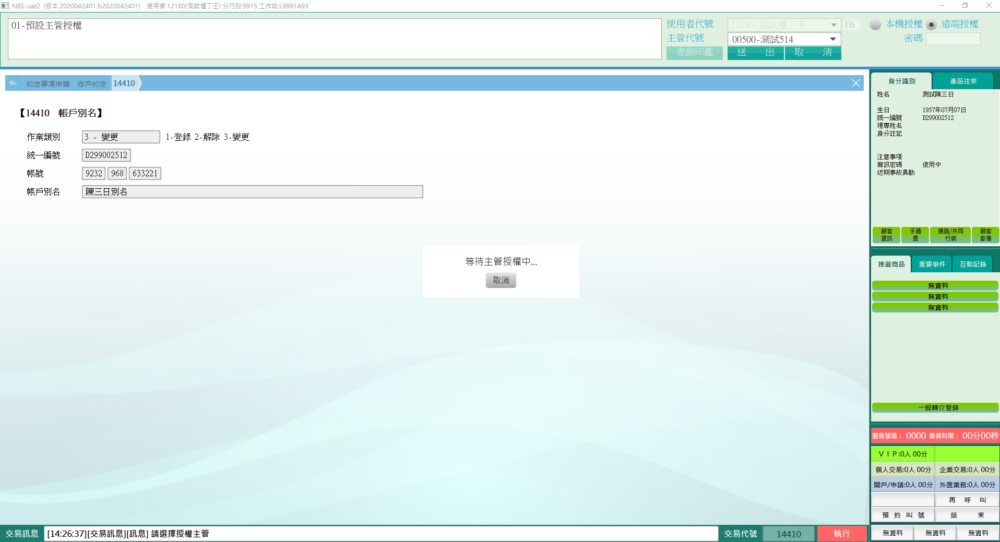 NBS-uat2 (版本:2020042401.b2020042401) 使用者:12180(測試櫃丁壬) 分行別:9915 工作站:L9991A93
01-預設主管授權
使用者代號 12180-測試櫃丁壬 U6 本機授權 遠端授權
主管代號 00500-測試514 密碼
查詢印鑑 送 出 取 消
約定事項申請 存戶約定 14410
【14410 帳戶別名】
作業類別 3 - 變更 1-登錄 2-解除 3-變更
統一編號 D299002512
帳號 9232 968 633221
帳戶別名 陳三日別名
等待主管授權中...
取消
身分識別 產品往來
姓名 測試陳三日
生日 1957年07月07日
統一編號 D299002512
理專姓名
身分註記
注意事項
簡訊密碼 使用中
近期事故異動
顧客資訊 手續費 通路/共同行銷 顧客影像
推薦商品 重要事件 互動記錄
無資料
無資料
無資料
一般轉介登錄
服務號碼: 0000 等候時間: 00分00秒
VIP:0人 00分
個人交易:0人 00分 企業交易:0人 00分
開戶/申請:0人 00分 外匯業務:0人 00分
再 呼 叫
預 約 叫 號 結 束
無資料 無資料 無資料
交易訊息 [14:26:37][交易訊息][訊息] 請選擇授權主管 交易代號 14410 執行